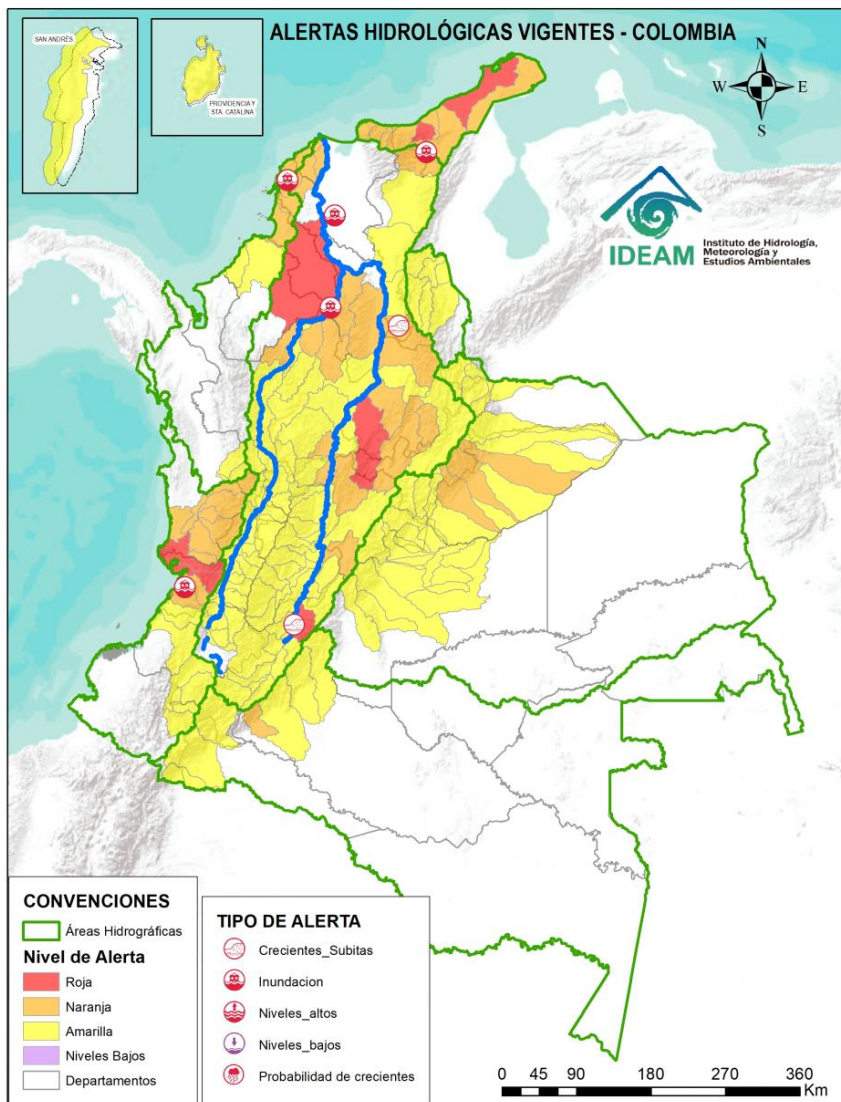 ALERTAS HIDROLÓGICAS VIGENTES - COLOMBIA
SAN ANDRÉS
PROVIDENCIA Y
STA. CATALINA
N
W
E
S
IDEAM
Instituto de Hidrología,
Meteorología y
Estudios Ambientales
CONVENCIONES
Áreas Hidrográficas
Nivel de Alerta
Roja
Naranja
Amarilla
Niveles Bajos
Departamentos
TIPO DE ALERTA
Crecientes_Subitas
Inundacion
Niveles_altos
Niveles_bajos
Probabilidad de crecientes
0 45 90 180 270 360
Km